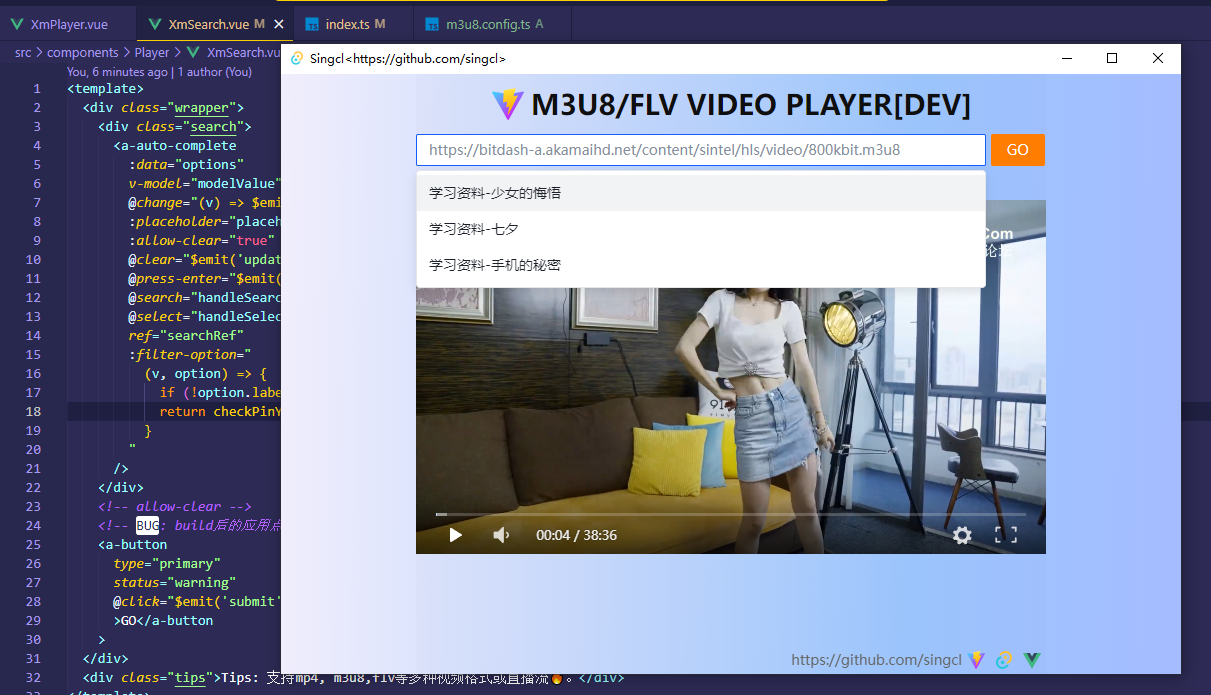 XmPlayer.vue
XmSearch.vue M
index.ts M
m3u8.config.ts A
src > components > Player > XmSearch.vu
You, 6 minutes ago | 1 author (You)
1 <template>
2 <div class="wrapper">
3 <div class="search">
4 <a-auto-complete
5 :data="options"
6 v-model="modelValue"
7 @change="(v) => $emi
8 :placeholder="placeh
9 :allow-clear="true"
10 @clear="$emit('updat
11 @press-enter="$emit(
12 @search="handleSearc
13 @select="handleSelec
14 ref="searchRef"
15 :filter-option="
16 (v, option) => {
17 if (!option.labe
18 return checkPinY
19 }
20 "
21 />
22 </div>
23 <!-- allow-clear -->
24 <!-- BUG: build后的应用点
25 <a-button
26 type="primary"
27 status="warning"
28 @click="$emit('submit'
29 >GO</a-button
30 >
31 </div>
32 <div class="tips">Tips: 支持mp4, m3u8,flv等多种视频格式或直播流🔥。</div>
Singcl<https://github.com/singcl>
M3U8/FLV VIDEO PLAYER[DEV]
https://bitdash-a.akamaihd.net/content/sintel/hls/video/800kbit.m3u8
GO
学习资料-少女的悔悟
学习资料-七夕
学习资料-手机的秘密
Com
论坛
91
00:04 / 38:36
https://github.com/singcl